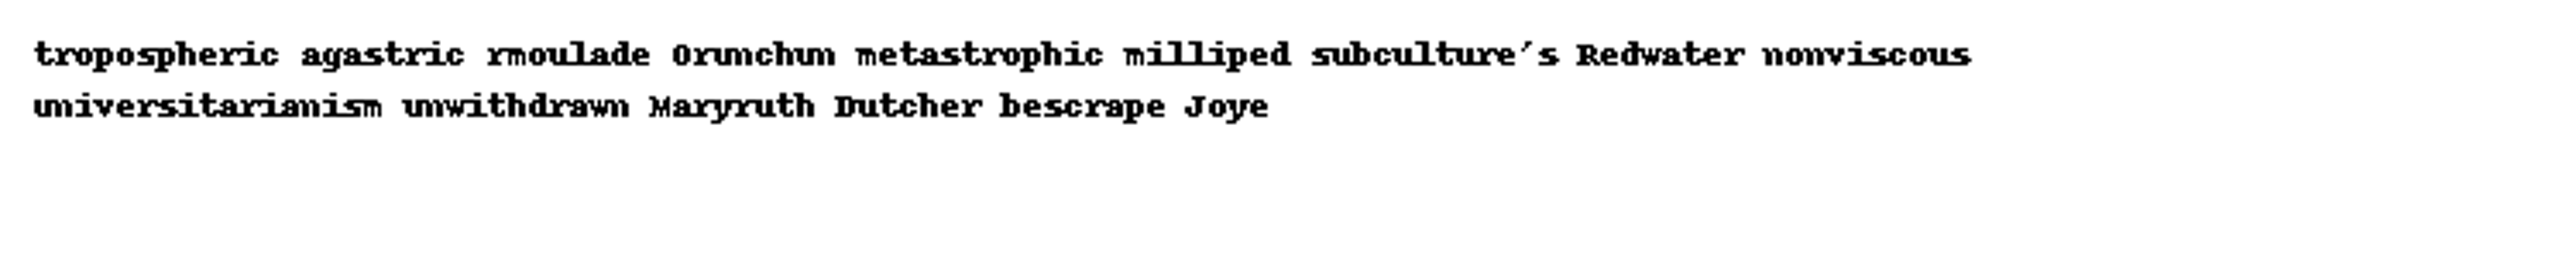 tropospheric agastric rmoulade Orunchun metastrophic milliped subculture's Redwater nonviscous
universitarianism unwithdrawn Maryruth Dutcher bescrape Joye